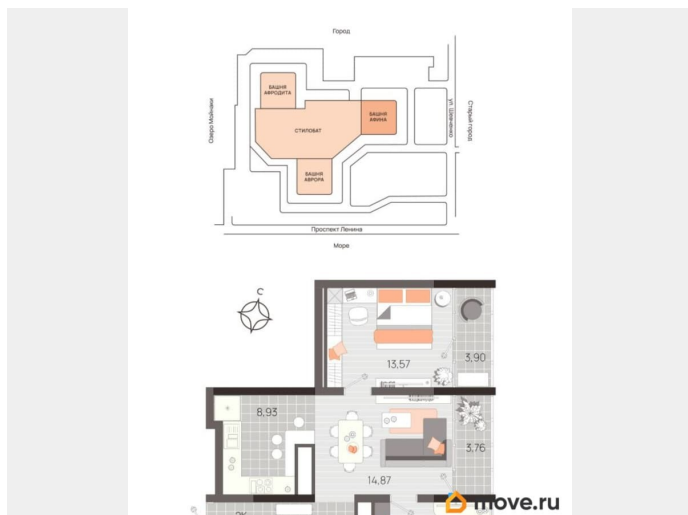 Город
Озеро Мойнаки
БАШНЯ
АФРОДИТА
СТИЛОБАТ
БАШНЯ
АФИНА
ул. Шевченко
Старый город
БАШНЯ
АВРОРА
Проспект Ленина
Море
С
13,57
3,90
8,93
3,76
14,87
move.ru